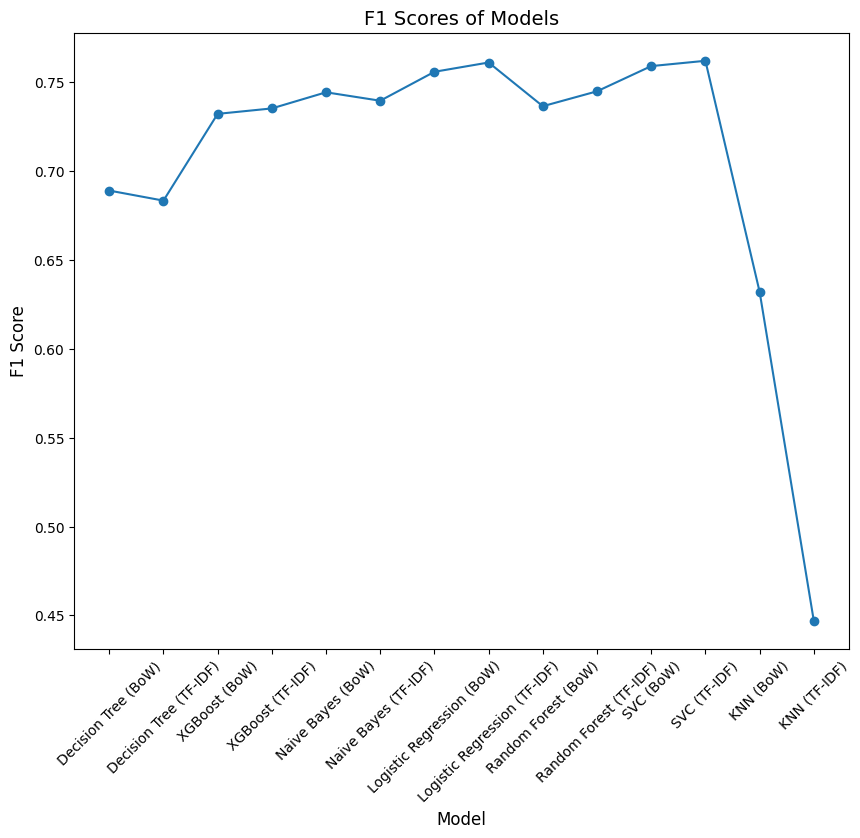 F1 Scores of Models
F1 Score
0.75
0.70
0.65
0.60
0.55
0.50
0.45
Decision Tree (BoW)
Decision Tree (TF-IDF)
XGBoost (BoW)
XGBoost (TF-IDF)
Naive Bayes (BoW)
Naive Bayes (TF-IDF)
Logistic Regression (BoW)
Logistic Regression (TF-IDF)
Random Forest (BoW)
Random Forest (TF-IDF)
SVC (BoW)
SVC (TF-IDF)
KNN (BoW)
KNN (TF-IDF)
Model